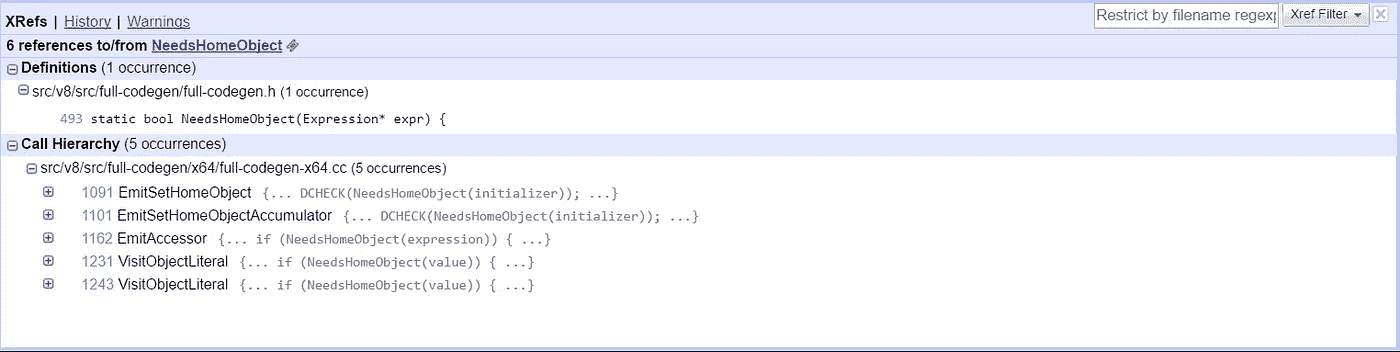 XRefs | History | Warnings Restrict by filename regexp Xref Filter
6 references to/from NeedsHomeObject
Definitions (1 occurrence)
src/v8/src/full-codegen/full-codegen.h (1 occurrence)
493 static bool NeedsHomeObject(Expression* expr) {
Call Hierarchy (5 occurrences)
src/v8/src/full-codegen/x64/full-codegen-x64.cc (5 occurrences)
1091 EmitSetHomeObject {... DCHECK(NeedsHomeObject(initializer)); ...}
1101 EmitSetHomeObjectAccumulator {... DCHECK(NeedsHomeObject(initializer)); ...}
1162 EmitAccessor {... if (NeedsHomeObject(expression)) { ...}
1231 VisitObjectLiteral {... if (NeedsHomeObject(value)) { ...}
1243 VisitObjectLiteral {... if (NeedsHomeObject(value)) { ...}